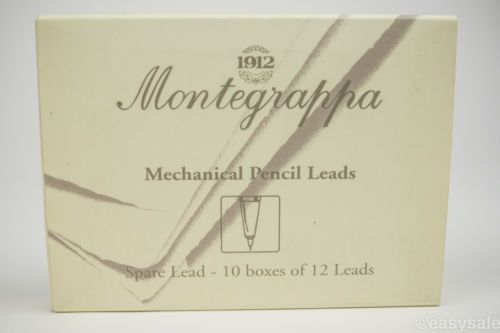 1912
Montegrappa
Mechanical Pencil Leads
Spare Lead - 10 boxes of 12 Leads
©easysale